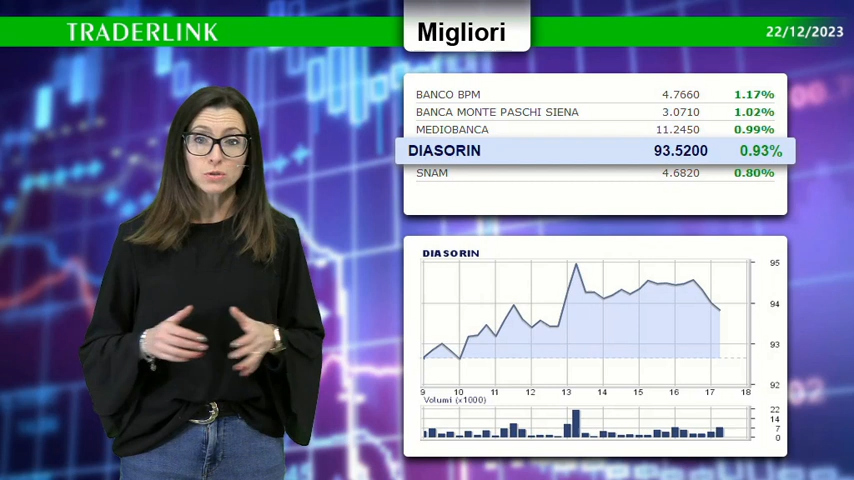 TRADERLINK
Migliori
22/12/2023
BANCO BPM 4.7660 1.17%
BANCA MONTE PASCHI SIENA 3.0710 1.02%
MEDIOBANCA 11.2450 0.99%
DIASORIN 93.5200 0.93%
SNAM 4.6820 0.80%
DIASORIN
95
94
93
92
9 10 11 12 13 14 15 16 17 18
Volumi (x1000)
22
14
7
0